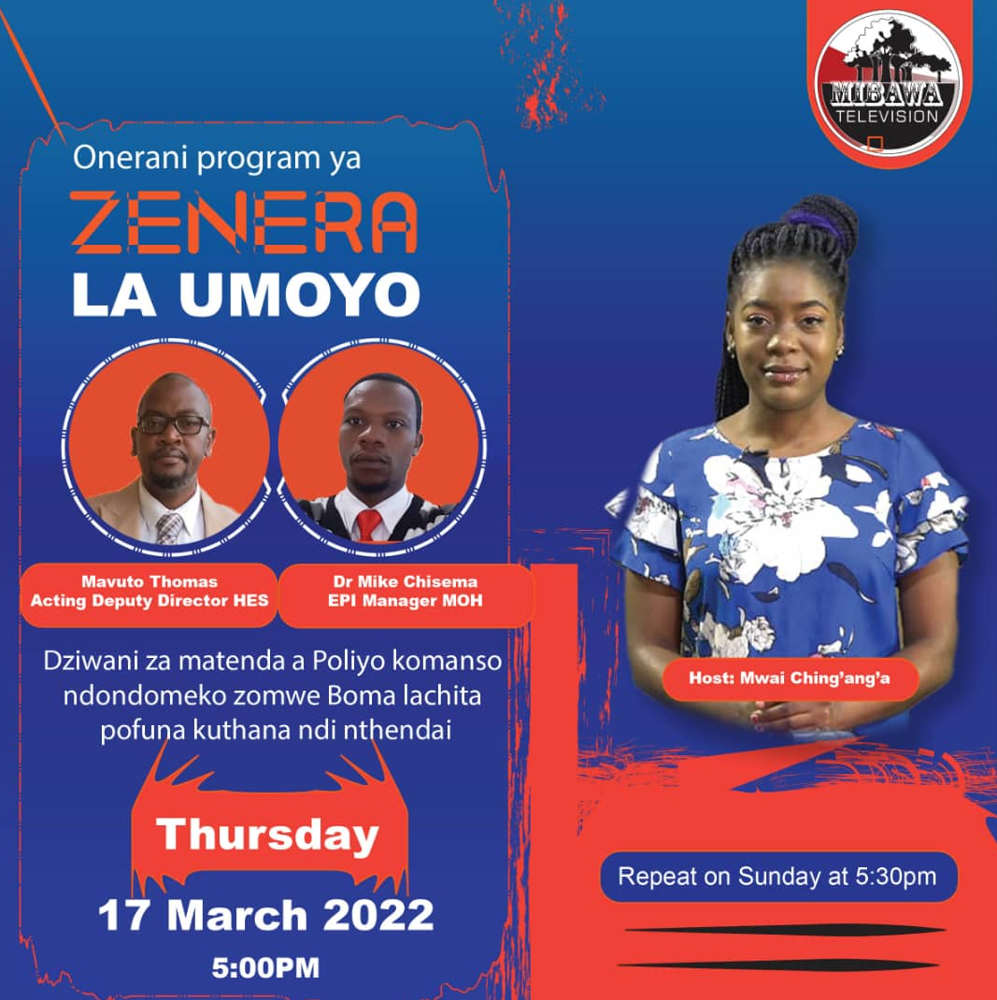 MIBAWA
TELEVISION
Onerani program ya
ZENERA
LA UMOYO
Mavuto Thomas
Acting Deputy Director HES
Dr Mike Chisema
EPI Manager MOH
Dziwani za matenda a Poliyo komanso
ndondomeko zomwe Boma lachita
pofuna kuthana ndi nthendai
Host: Mwai Ching’ang’a
Thursday
17 March 2022
5:00PM
Repeat on Sunday at 5:30pm